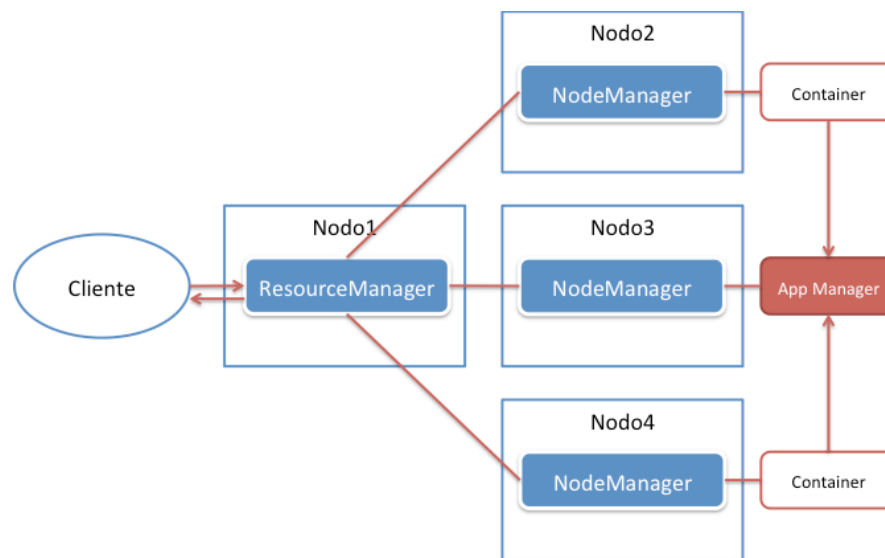 Nodo2
NodeManager
Container
Nodo1
Nodo3
Cliente
ResourceManager
NodeManager
App Manager
Nodo4
NodeManager
Container